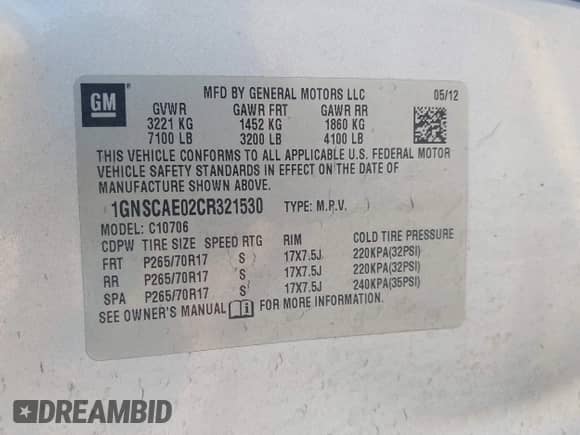 GM ®
MFD BY GENERAL MOTORS LLC 05/12
GVWR GAWR FRT GAWR RR
3221 KG 1452 KG 1860 KG
7100 LB 3200 LB 4100 LB
THIS VEHICLE CONFORMS TO ALL APPLICABLE U.S. FEDERAL MOTOR
VEHICLE SAFETY STANDARDS IN EFFECT ON THE DATE OF
MANUFACTURE SHOWN ABOVE.
1GNSCAE02CR321530 TYPE: M.P.V.
MODEL: C10706
CDPW TIRE SIZE SPEED RTG RIM COLD TIRE PRESSURE
FRT P265/70R17 S 17X7.5J 220KPA(32PSI)
RR P265/70R17 S 17X7.5J 220KPA(32PSI)
SPA P265/70R17 S 17X7.5J 240KPA(35PSI)
SEE OWNER'S MANUAL FOR MORE INFORMATION.
DREAMBID